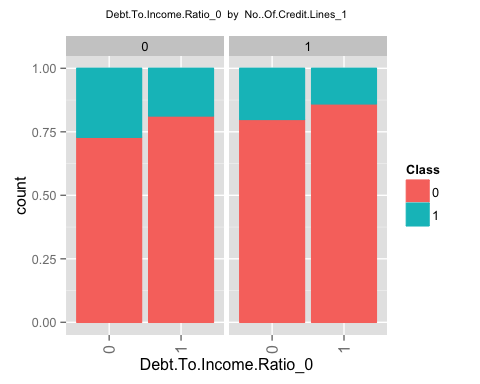 Debt.To.Income.Ratio_0 by No..Of.Credit.Lines_1
0 1
1.00
0.75
0.50
0.25
0.00
count
0 1 0 1
Debt.To.Income.Ratio_0
Class
0
1